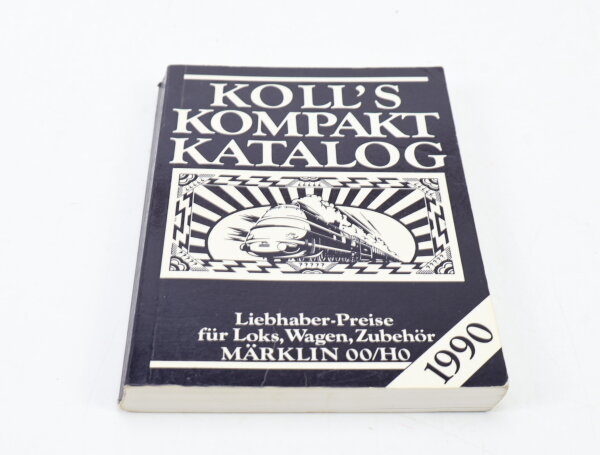 KOLL'S
KOMPAKT
KATALOG
?????
?????
Liebhaber-Preise
für Loks, Wagen, Zubehör
MÄRKLIN 00/H0
1990